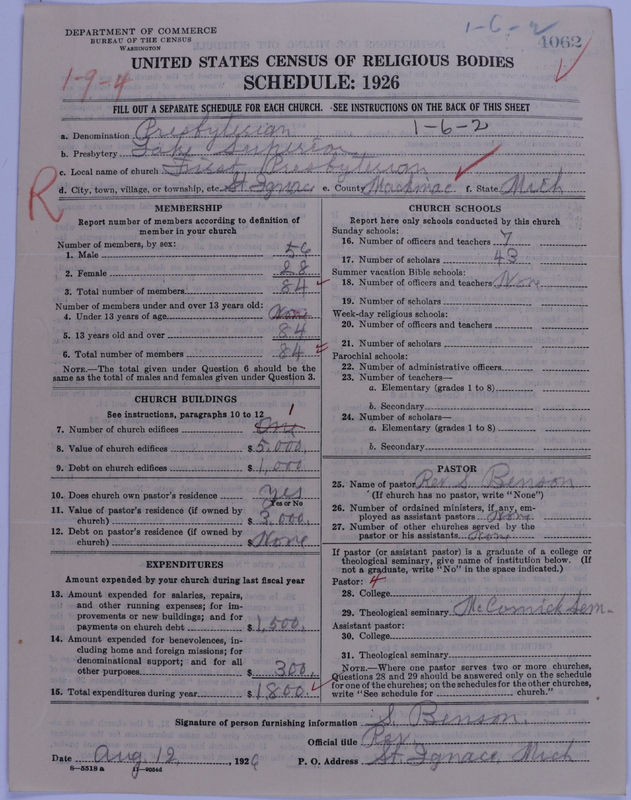 DEPARTMENT OF COMMERCE
BUREAU OF THE CENSUS
WASHINGTON
1-6-2
4062
1-9-4
UNITED STATES CENSUS OF RELIGIOUS BODIES
SCHEDULE: 1926
FILL OUT A SEPARATE SCHEDULE FOR EACH CHURCH. SEE INSTRUCTIONS ON THE BACK OF THIS SHEET
a. Denomination Presbyterian 1-6-2
b. Presbytery Lake Superior
c. Local name of church First Presbyterian
d. City, town, village, or township, etc. St Ignace e. County Mackinac f. State Mich
R
MEMBERSHIP
Report number of members according to definition of
member in your church
Number of members, by sex:
1. Male 56
2. Female 28
3. Total number of members 84
Number of members under and over 13 years old:
4. Under 13 years of age None
5. 13 years old and over 84
6. Total number of members 84
NOTE.—The total given under Question 6 should be
same as the total of males and females given under Question 3.
CHURCH BUILDINGS
See instructions, paragraphs 10 to 12 1
7. Number of church edifices One
8. Value of church edifices $ 5,000.
9. Debt on church edifices $ 1,000
10. Does church own pastor's residence Yes
Yes or No
11. Value of pastor's residence (if owned by
church) $ 3,000.
12. Debt on pastor's residence (if owned by
church) $ None
EXPENDITURES
Amount expended by your church during last fiscal year
13. Amount expended for salaries, repairs,
and other running expenses; for im-
provements or new buildings; and for
payments on church debt $ 1,500.
14. Amount expended for benevolences, in-
cluding home and foreign missions; for
denominational support; and for all
other purposes $ 300.
15. Total expenditures during year $ 1800.
CHURCH SCHOOLS
Report here only schools conducted by this church
Sunday schools:
16. Number of officers and teachers 7
17. Number of scholars 43
Summer vacation Bible schools:
18. Number of officers and teachers None
19. Number of scholars
Week-day religious schools:
20. Number of officers and teachers
21. Number of scholars
Parochial schools:
22. Number of administrative officers
23. Number of teachers—
a. Elementary (grades 1 to 8)
b. Secondary
24. Number of scholars—
a. Elementary (grades 1 to 8)
b. Secondary
PASTOR
25. Name of pastor Rev. S. Benson
(If church has no pastor, write "None")
26. Number of ordained ministers, if any, em-
ployed as assistant pastors None
27. Number of other churches served by the
pastor or his assistants None
If pastor (or assistant pastor) is a graduate of a college or
theological seminary, give name of institution below. (If
not a graduate, write "No" in the space indicated.)
Pastor: 4
28. College
29. Theological seminary McCormick Sem.
Assistant pastor:
30. College
31. Theological seminary
NOTE.—Where one pastor serves two or more churches,
Questions 28 and 29 should be answered only on the schedule
for one of the churches; on the schedules for the other churches,
write "See schedule for church."
Signature of person furnishing information S. Benson.
Official title Rev.
Date Aug. 12, 1926 P. O. Address St. Ignace, Mich
8—5518 a 11—9054d